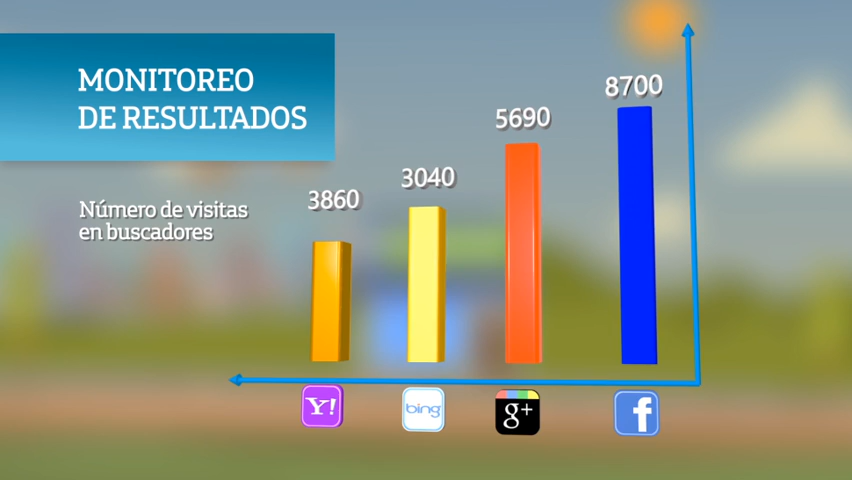 MONITOREO
DE RESULTADOS
Número de visitas
en buscadores
3860
3040
5690
8700
Y!
bing
g+
f